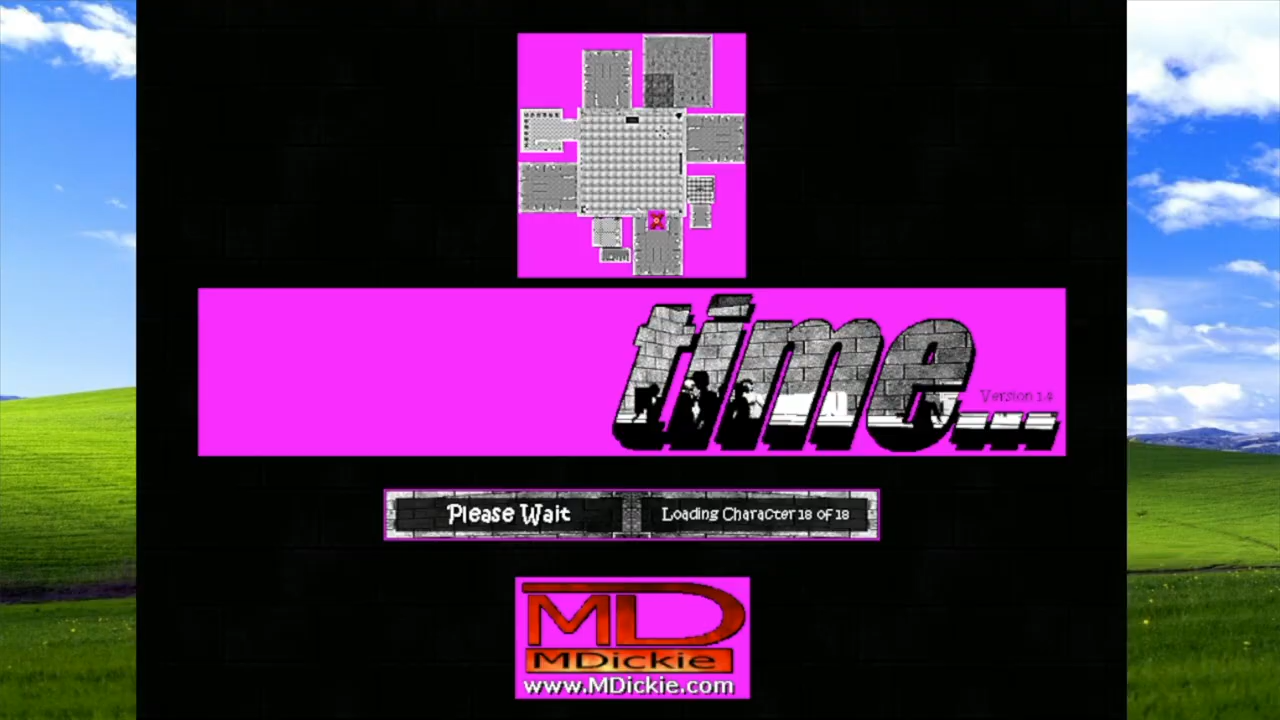 time...
Version 1.4
Please Wait
Loading Character 18 of 18
MD
MDickie
www.MDickie.com